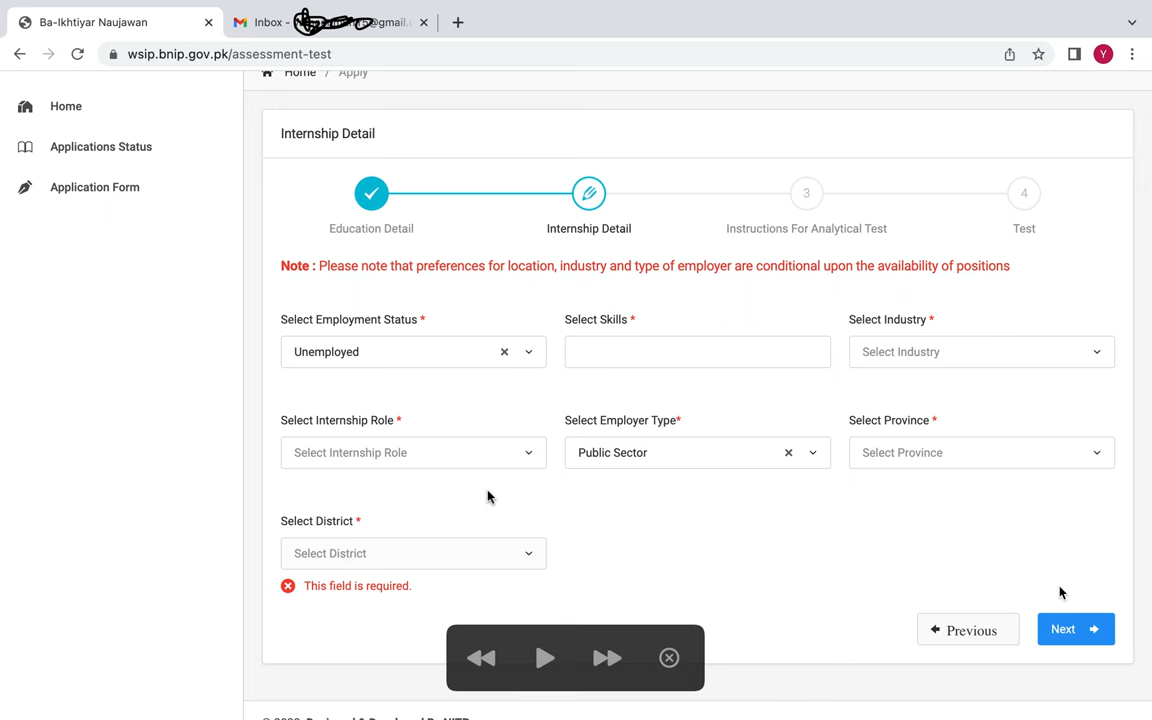 Ba-Ikhtiyar Naujawan
Inbox - @gmail.
wsip.bnip.gov.pk/assessment-test
Y
Home / Apply
Home
Applications Status
Application Form
Internship Detail
3
4
Education Detail
Internship Detail
Instructions For Analytical Test
Test
Note : Please note that preferences for location, industry and type of employer are conditional upon the availability of positions
Select Employment Status *
Select Skills *
Select Industry *
Unemployed
Select Industry
Select Internship Role *
Select Employer Type*
Select Province *
Select Internship Role
Public Sector
Select Province
Select District *
Select District
This field is required.
Previous
Next